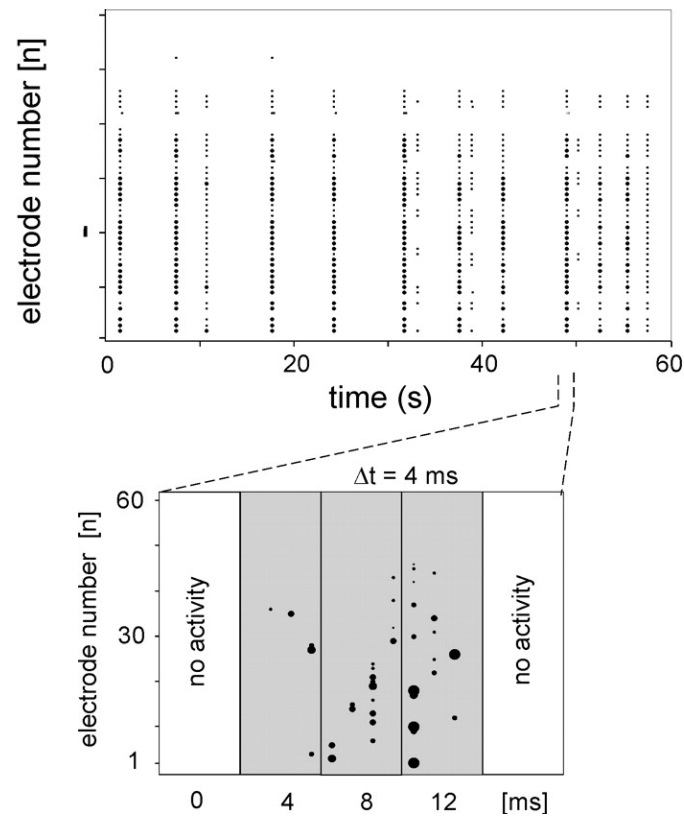 electrode number [n]
0 20 40 60
time (s)
Δt = 4 ms
electrode number [n]
60
30
1
no activity
no activity
0 4 8 12 [ms]